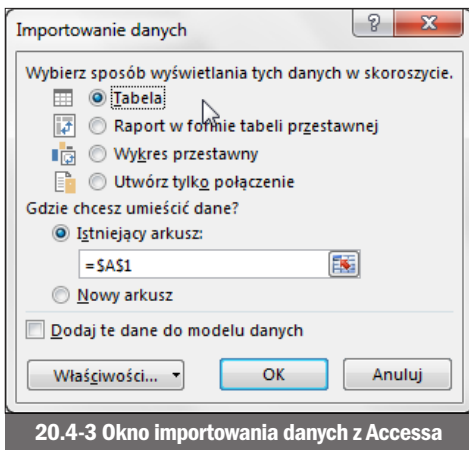 Importowanie danych
?
X
Wybierz sposób wyświetlania tych danych w skoroszycie.
Tabela
Raport w formie tabeli przestawnej
Wykres przestawny
Utwórz tylko połączenie
Gdzie chcesz umieścić dane?
Istniejący arkusz:
=$A$1
Nowy arkusz
Dodaj te dane do modelu danych
Właściwości... OK Anuluj
20.4-3 Okno importowania danych z Accessa